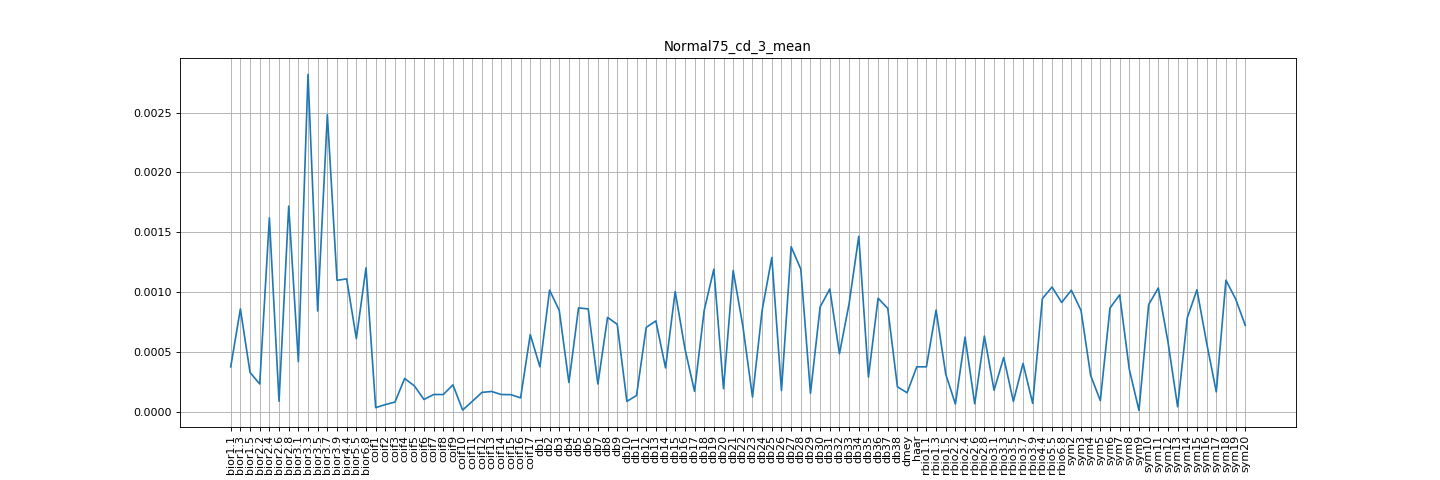 Normal75_cd_3_mean
0.0025
0.0020
0.0015
0.0010
0.0005
0.0000
bior1.1
bior1.3
bior1.5
bior2.2
bior2.4
bior2.6
bior2.8
bior3.1
bior3.3
bior3.5
bior3.7
bior3.9
bior4.4
bior5.5
bior6.8
coif1
coif2
coif3
coif4
coif5
coif6
coif7
coif8
coif9
coif10
coif11
coif12
coif13
coif14
coif15
coif16
coif17
db1
db2
db3
db4
db5
db6
db7
db8
db9
db10
db11
db12
db13
db14
db15
db16
db17
db18
db19
db20
db21
db22
db23
db24
db25
db26
db27
db28
db29
db30
db31
db32
db33
db34
db35
db36
db37
db38
dmey
haar
rbio1.1
rbio1.3
rbio1.5
rbio2.2
rbio2.4
rbio2.6
rbio2.8
rbio3.1
rbio3.3
rbio3.5
rbio3.7
rbio3.9
rbio4.4
rbio5.5
rbio6.8
sym2
sym3
sym4
sym5
sym6
sym7
sym8
sym9
sym10
sym11
sym12
sym13
sym14
sym15
sym16
sym17
sym18
sym19
sym20